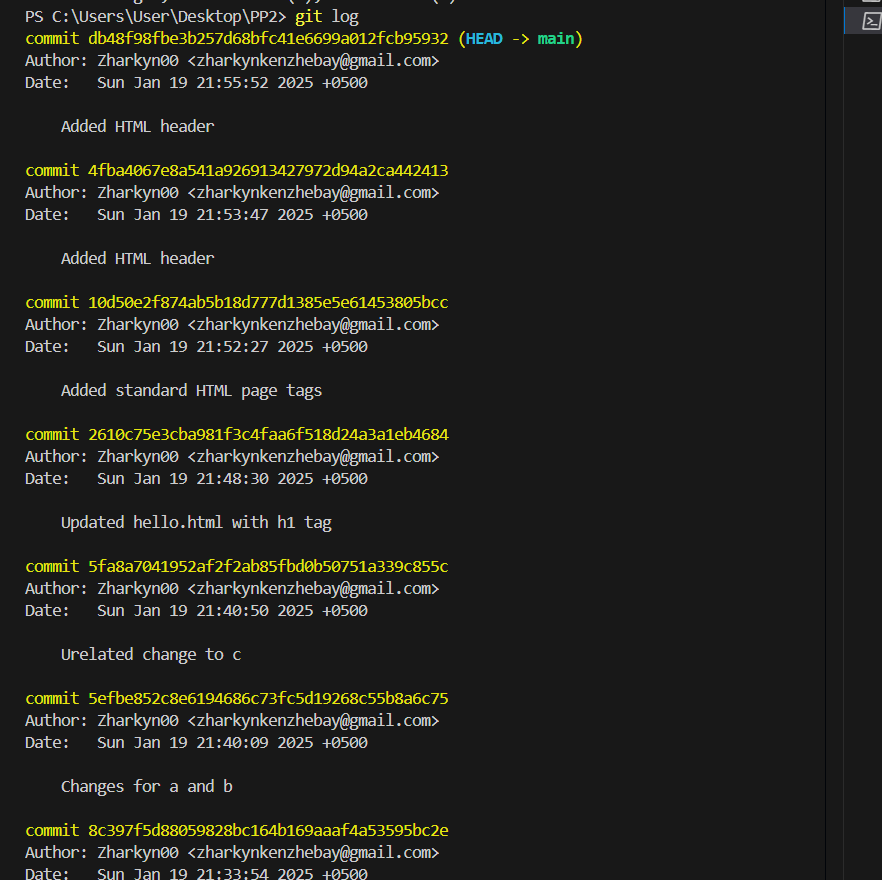 PS C:\Users\User\Desktop\PP2> git log
commit db48f98fbe3b257d68bfc41e6699a012fcb95932 (HEAD -> main)
Author: Zharkyn00 <zharkynkenzhebay@gmail.com>
Date:   Sun Jan 19 21:55:52 2025 +0500
Added HTML header
commit 4fba4067e8a541a926913427972d94a2ca442413
Author: Zharkyn00 <zharkynkenzhebay@gmail.com>
Date:   Sun Jan 19 21:53:47 2025 +0500
Added HTML header
commit 10d50e2f874ab5b18d777d1385e5e61453805bcc
Author: Zharkyn00 <zharkynkenzhebay@gmail.com>
Date:   Sun Jan 19 21:52:27 2025 +0500
Added standard HTML page tags
commit 2610c75e3cba981f3c4faa6f518d24a3a1eb4684
Author: Zharkyn00 <zharkynkenzhebay@gmail.com>
Date:   Sun Jan 19 21:48:30 2025 +0500
Updated hello.html with h1 tag
commit 5fa8a7041952af2f2ab85fbd0b50751a339c855c
Author: Zharkyn00 <zharkynkenzhebay@gmail.com>
Date:   Sun Jan 19 21:40:50 2025 +0500
Urelated change to c
commit 5efbe852c8e6194686c73fc5d19268c55b8a6c75
Author: Zharkyn00 <zharkynkenzhebay@gmail.com>
Date:   Sun Jan 19 21:40:09 2025 +0500
Changes for a and b
commit 8c397f5d88059828bc164b169aaaf4a53595bc2e
Author: Zharkyn00 <zharkynkenzhebay@gmail.com>
Date:   Sun Jan 19 21:33:54 2025 +0500